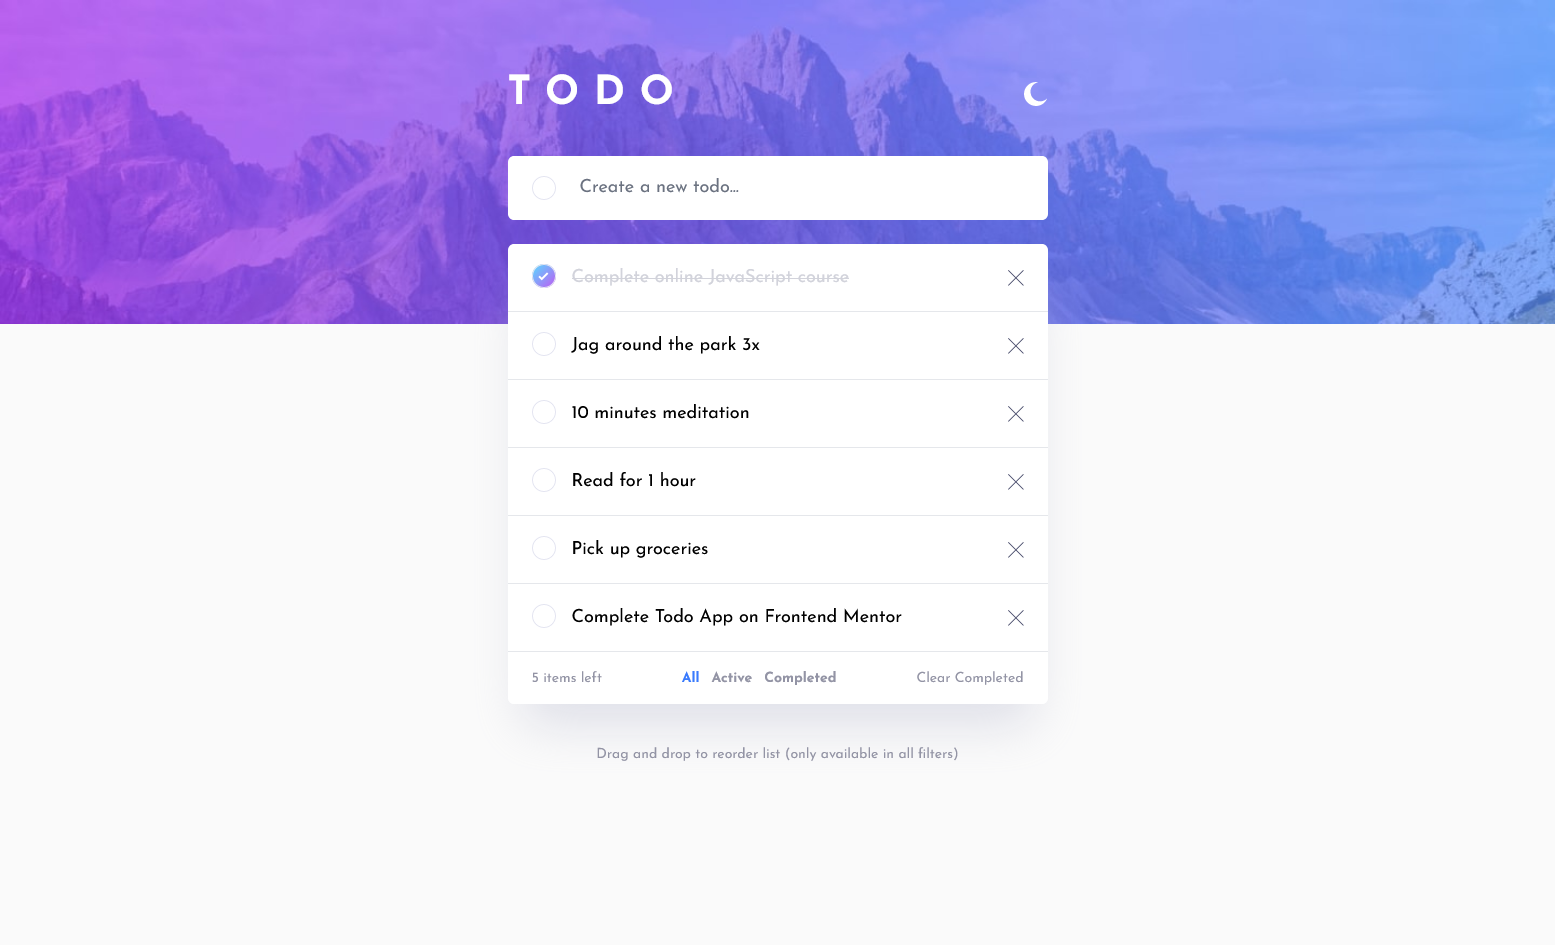 TODO
Create a new todo...
Complete online JavaScript course
Jag around the park 3x
10 minutes meditation
Read for 1 hour
Pick up groceries
Complete Todo App on Frontend Mentor
5 items left All Active Completed Clear Completed
Drag and drop to reorder list (only available in all filters)